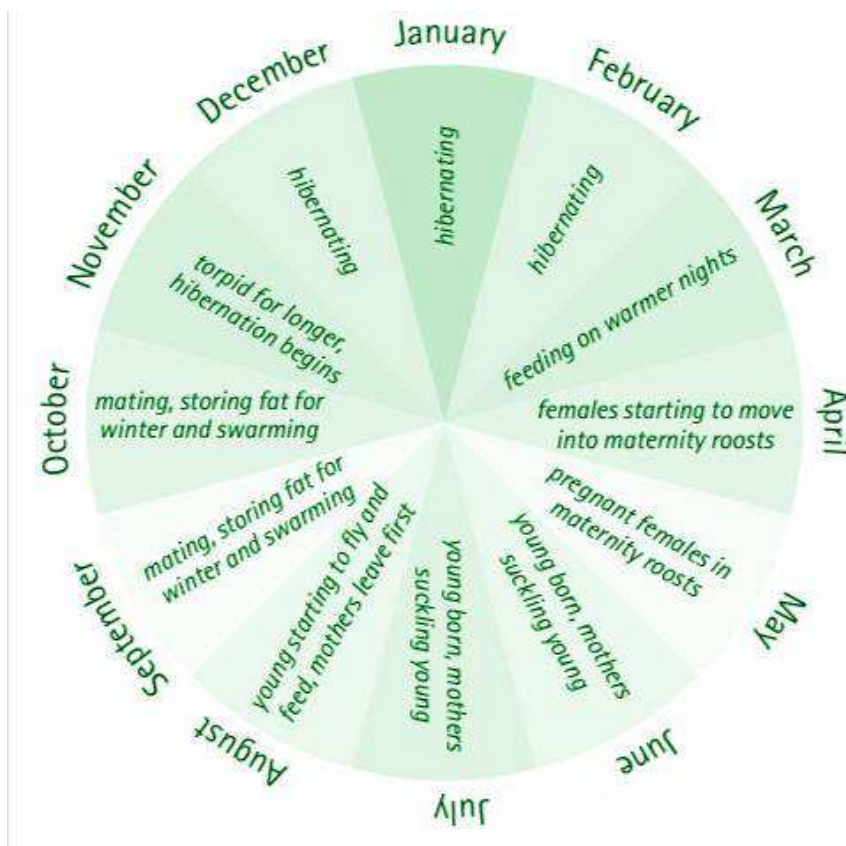 January
hibernating
February
hibernating
March
feeding on warmer nights
April
females starting to move
into maternity roosts
May
pregnant females in
maternity roosts
June
young born, mothers
suckling young
July
young born, mothers
suckling young
August
young starting to fly and
feed, mothers leave first
September
mating, storing fat for
winter and swarming
October
mating, storing fat for
winter and swarming
November
torpid for longer,
hibernation begins
December
hibernating